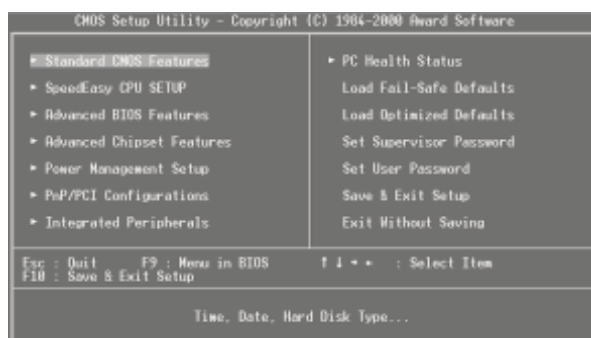 CMOS Setup Utility - Copyright (C) 1984-2000 Award Software
► Standard CMOS Features
► SpeedEasy CPU SETUP
► Advanced BIOS Features
► Advanced Chipset Features
► Power Management Setup
► PnP/PCI Configurations
► Integrated Peripherals
► PC Health Status
Load Fail-Safe Defaults
Load Optimized Defaults
Set Supervisor Password
Set User Password
Save & Exit Setup
Exit Without Saving
Esc : Quit F9 : Menu in BIOS ↑ ↓ → ← : Select Item
F10 : Save & Exit Setup
Time, Date, Hard Disk Type...